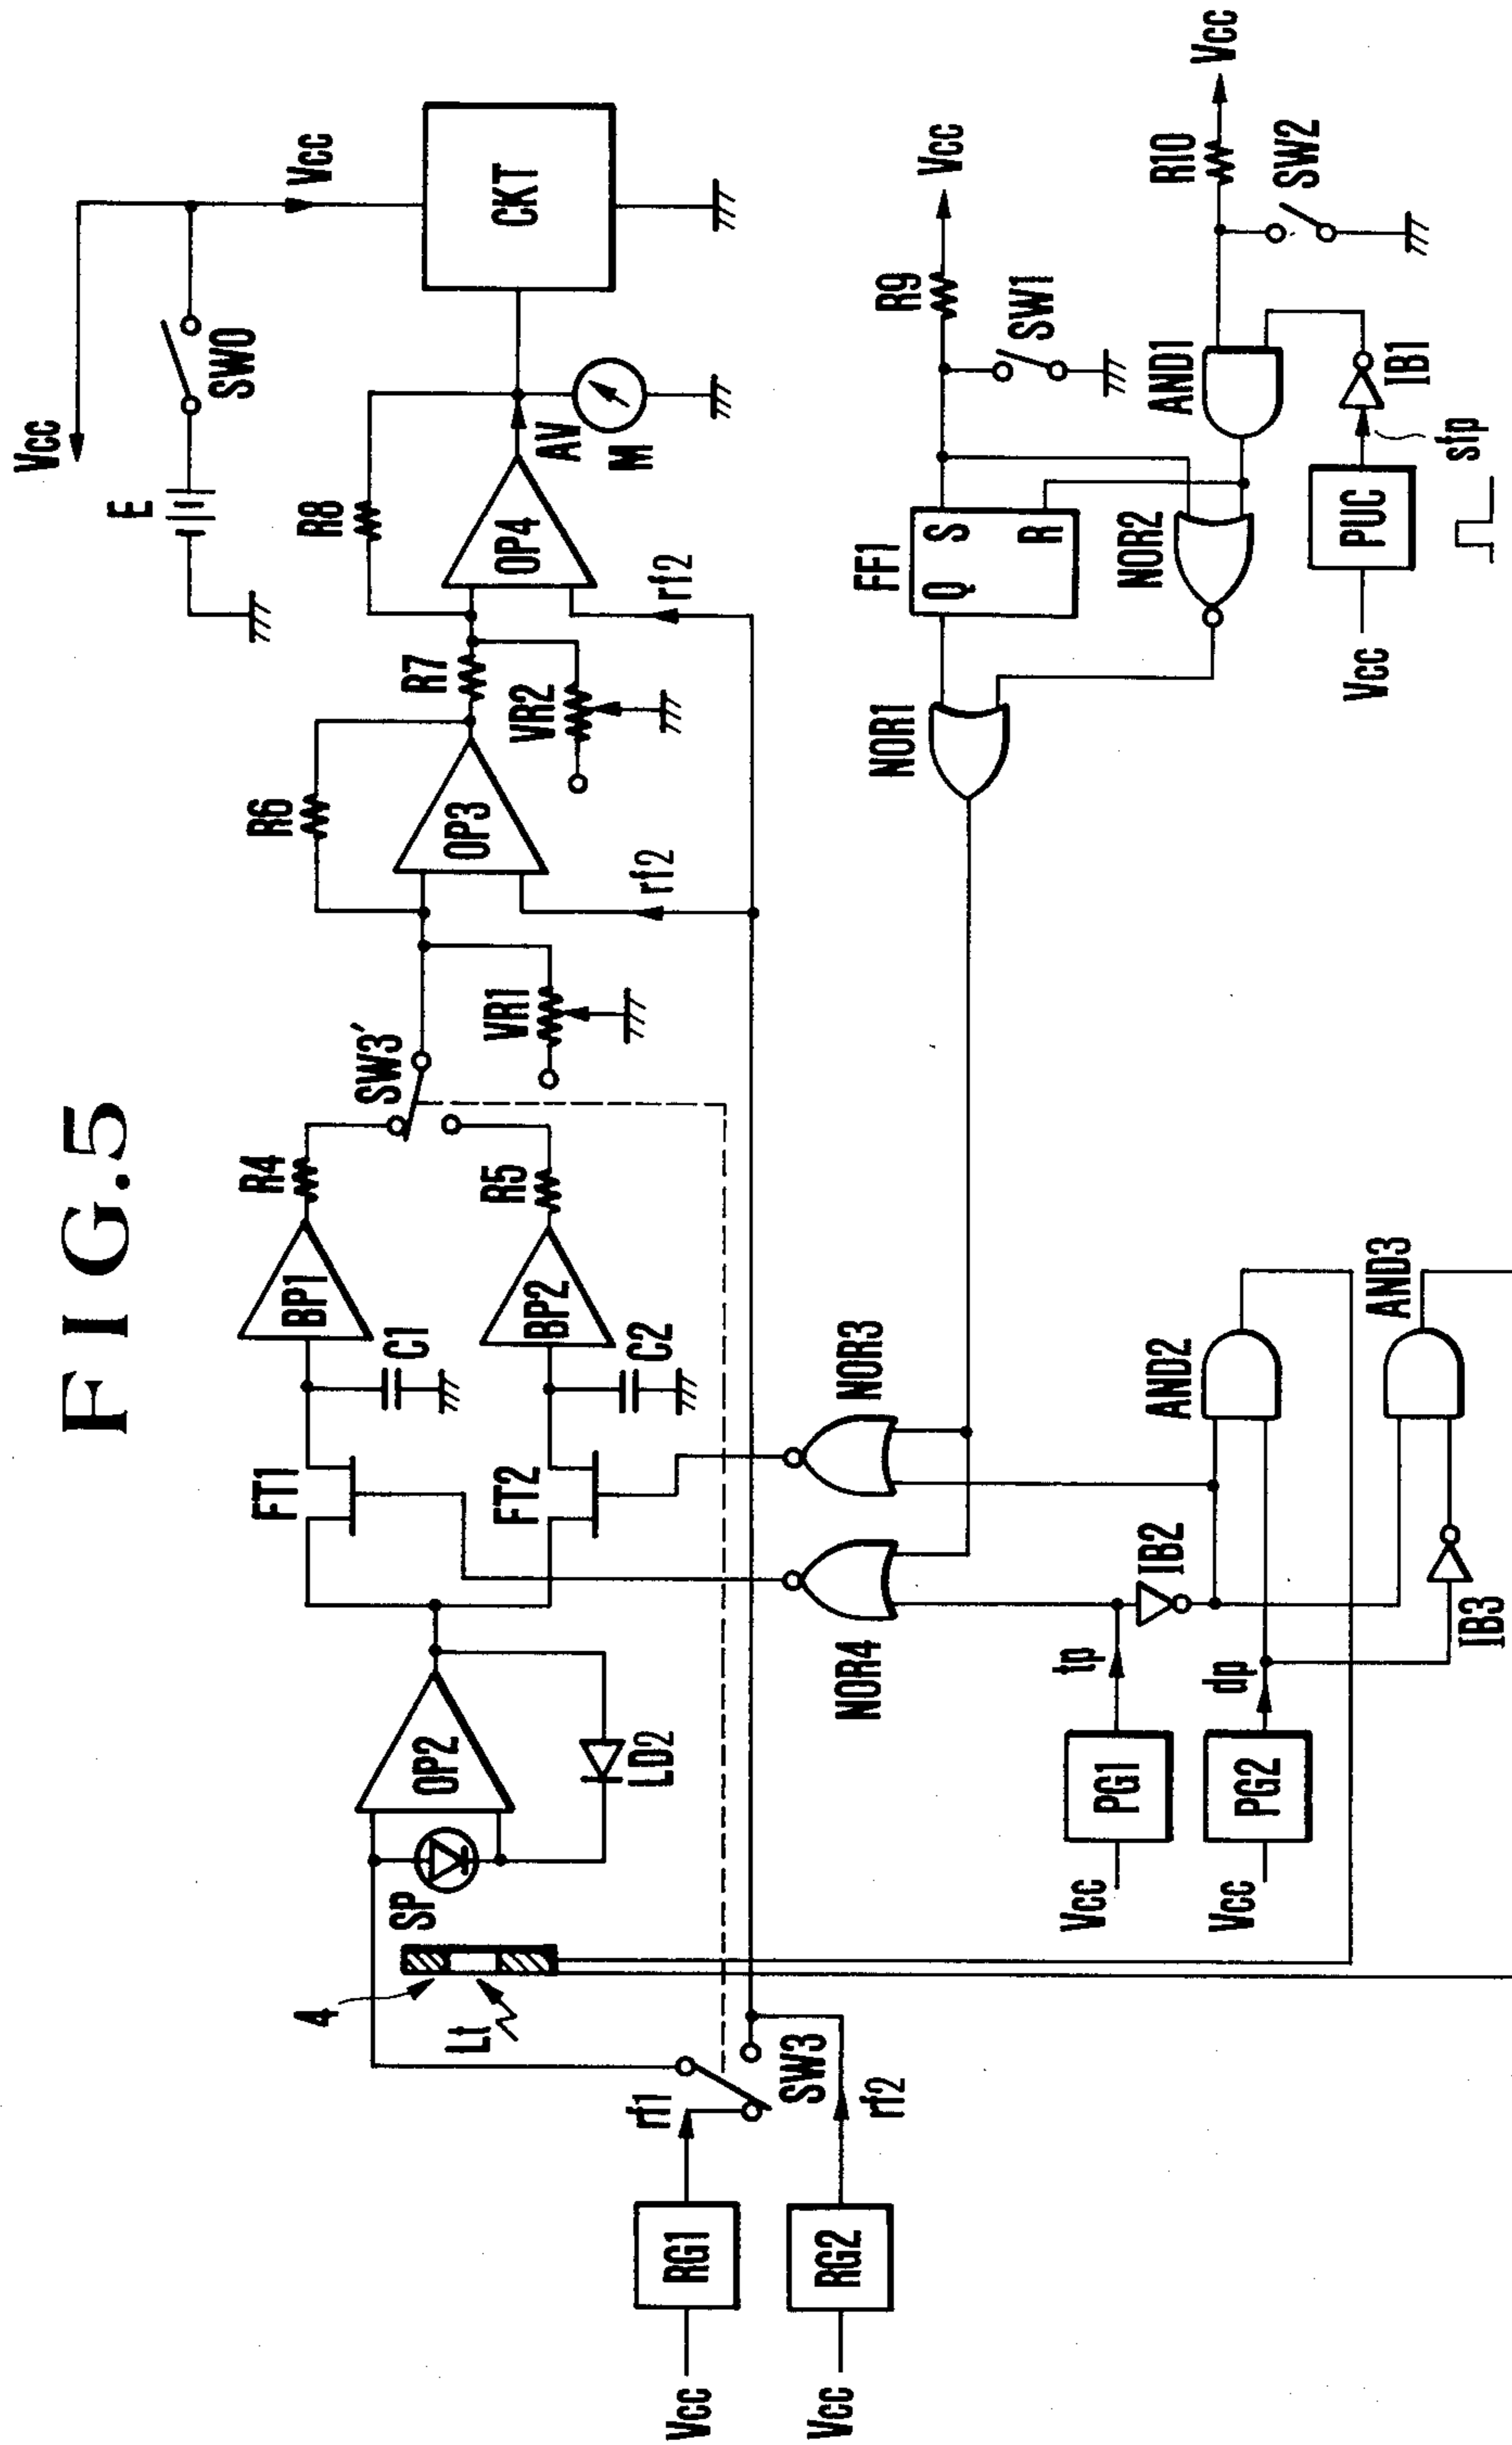 FIG.5
Vcc
E
SW0
Vcc
CKT
R8
OP4
AV
M
rf2
R6
OP3
R7
VR2
rf2
SW3'
VR1
R4
BP1
C1
R5
BP2
C2
FT1
FT2
OP2
LD2
SP
4
Lt
rf1
SW3
rf2
RG1
Vcc
RG2
Vcc
Vcc
R9
SW1
FF1
Q
S
R
NOR1
NOR2
Vcc
R10
SW2
AND1
IB1
sfp
PUC
Vcc
NOR3
NOR4
AND2
AND3
IB2
IB3
tp
dp
PG1
Vcc
PG2
Vcc